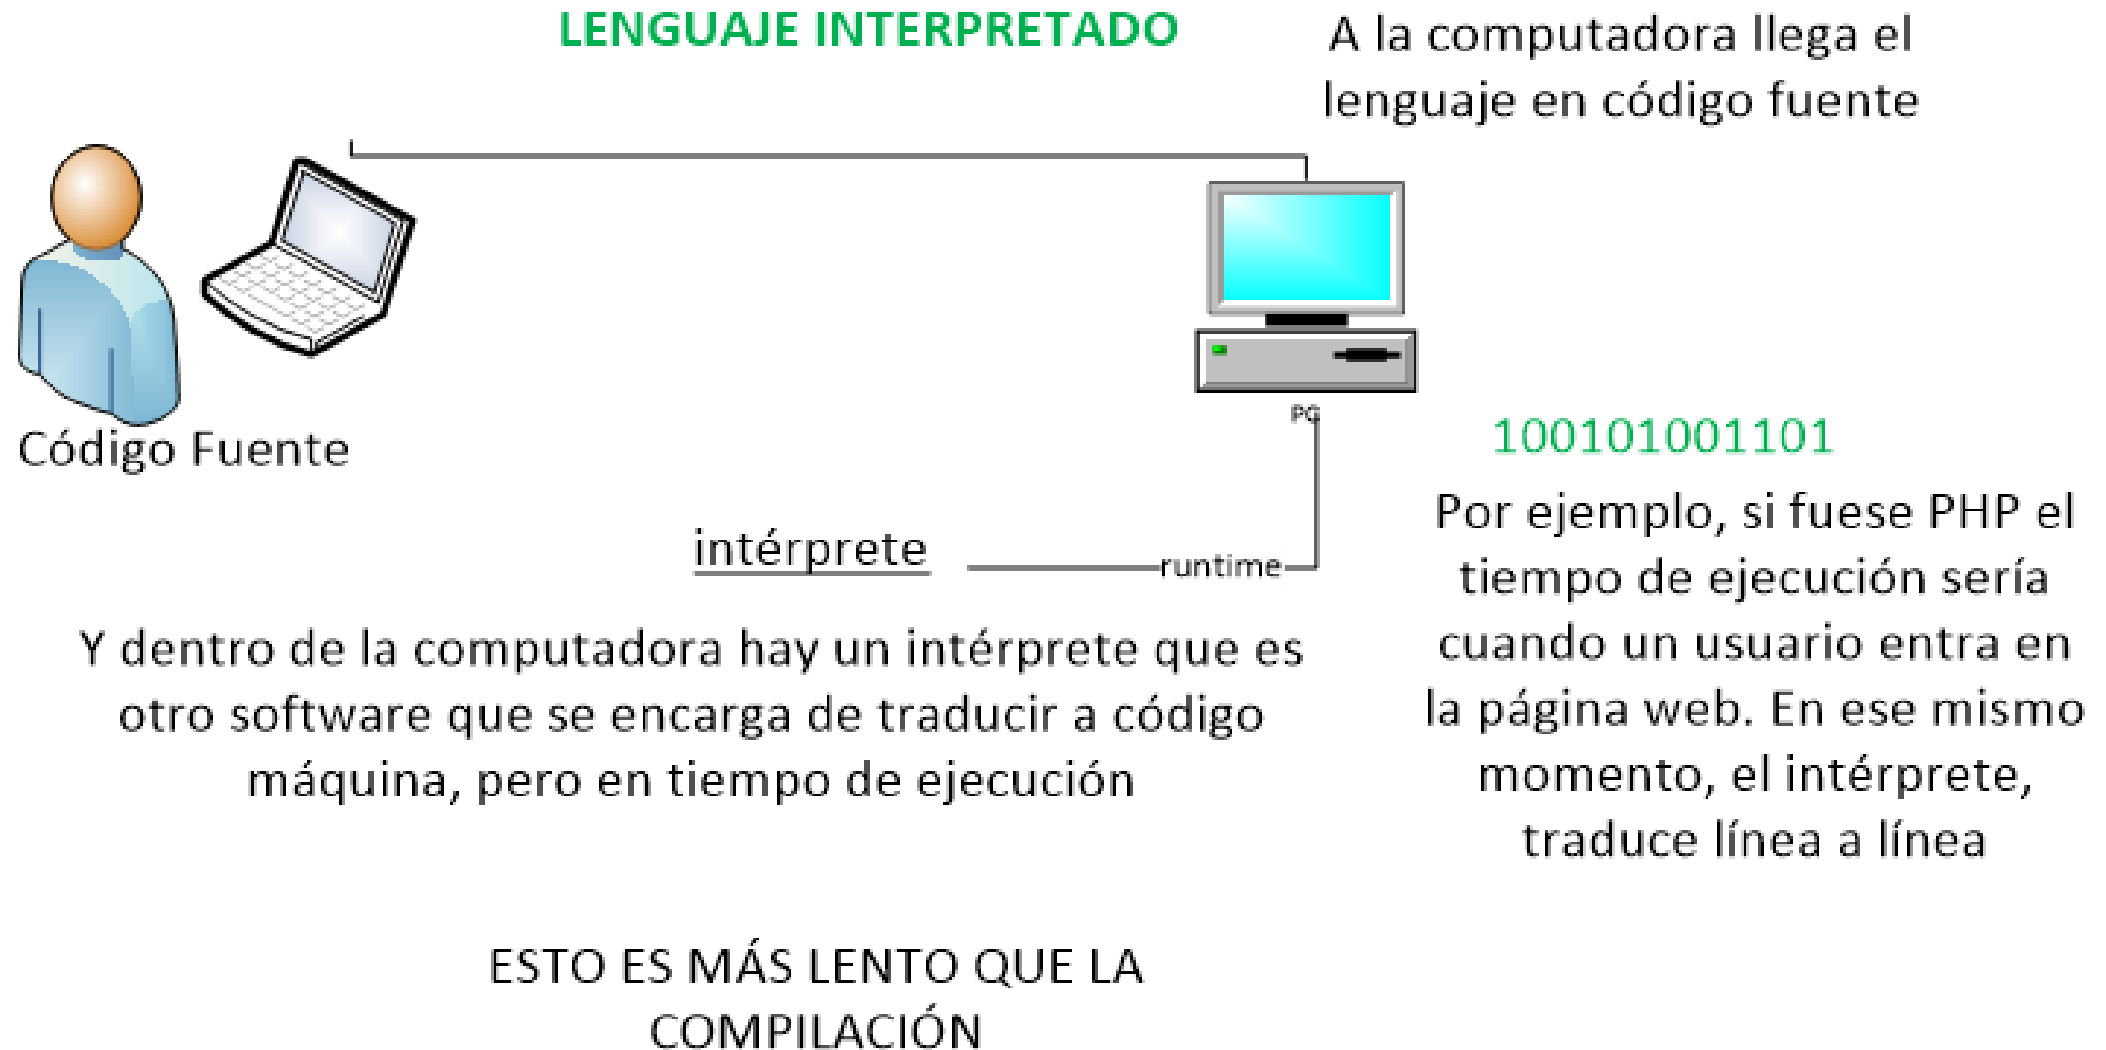 LENGUAJE INTERPRETADO
A la computadora llega el
lenguaje en código fuente
Código Fuente
PC
100101001101
intérprete
runtime
Por ejemplo, si fuese PHP el
tiempo de ejecución sería
cuando un usuario entra en
la página web. En ese mismo
momento, el intérprete,
traduce línea a línea
Y dentro de la computadora hay un intérprete que es
otro software que se encarga de traducir a código
máquina, pero en tiempo de ejecución
ESTO ES MÁS LENTO QUE LA
COMPILACIÓN